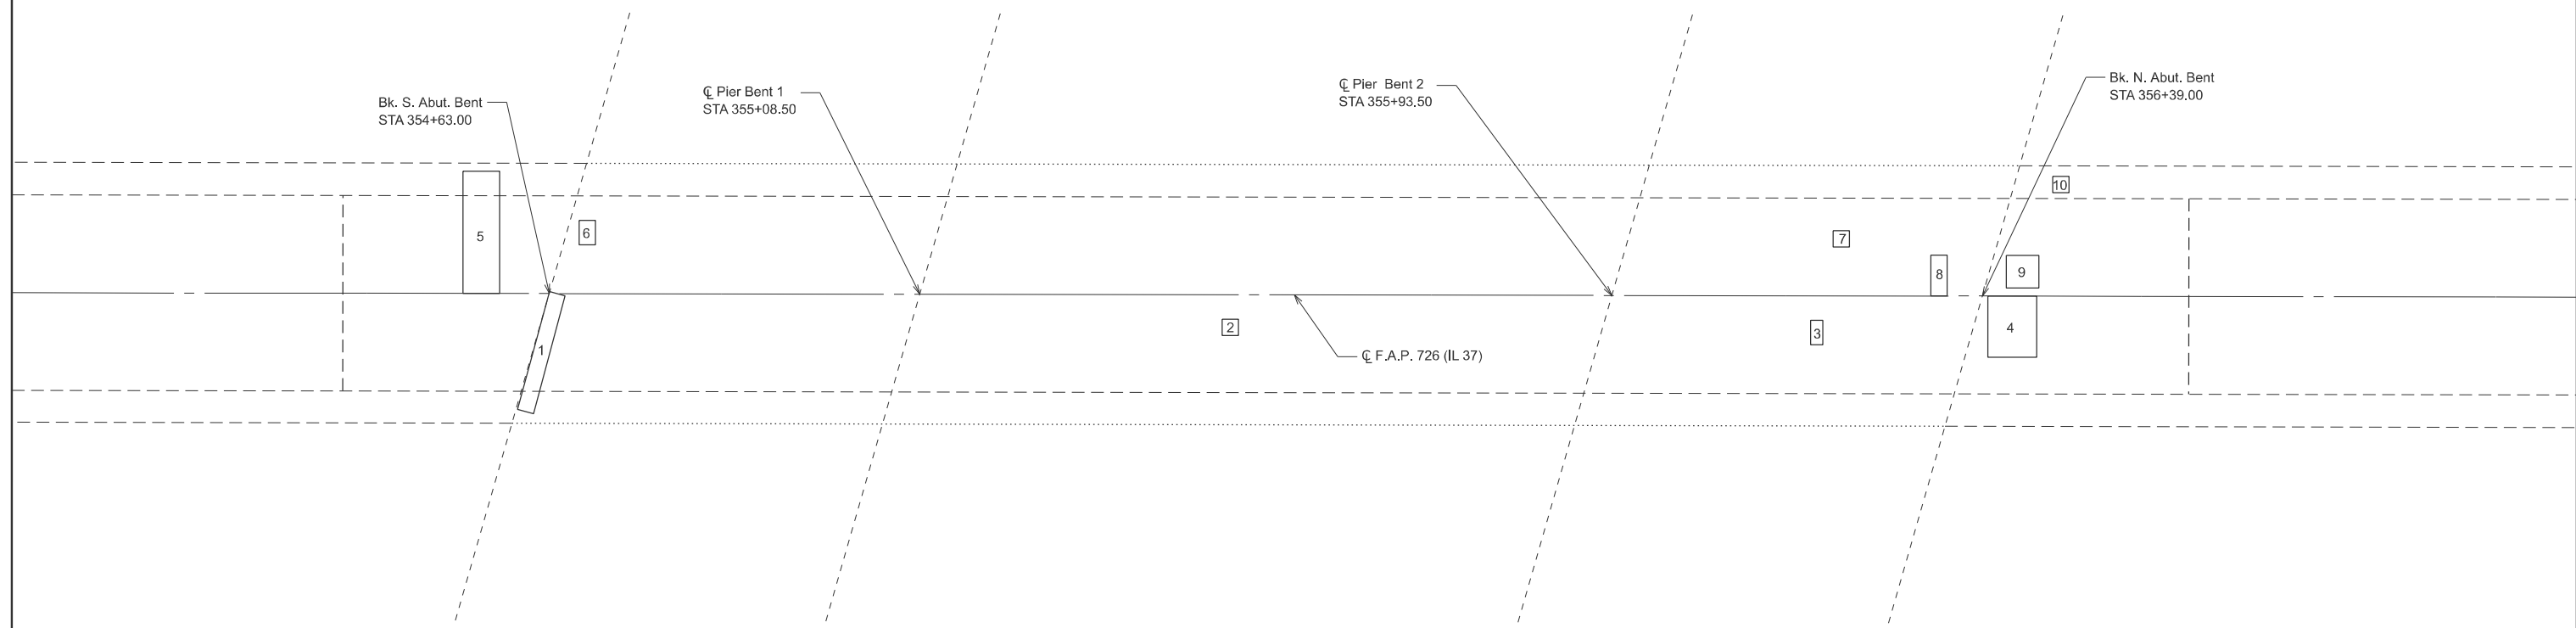 Bk. S. Abut. Bent
STA 354+63.00
℄ Pier Bent 1
STA 355+08.50
℄ Pier Bent 2
STA 355+93.50
Bk. N. Abut. Bent
STA 356+39.00
10
5
6
7
8
9
1
2
3
4
℄ F.A.P. 726 (IL 37)